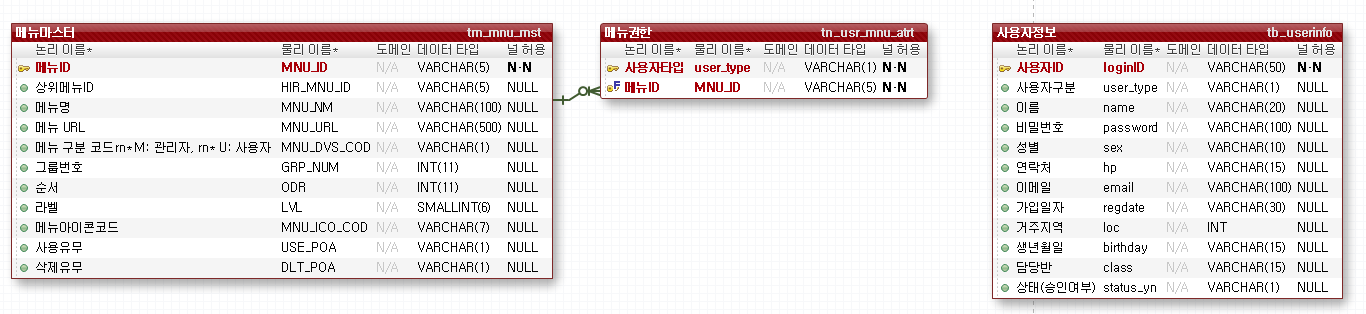 메뉴마스터 tm_mnu_mst
논리 이름* 물리 이름* 도메인 데이터 타입 널 허용
메뉴ID MNU_ID N/A VARCHAR(5) N·N
상위메뉴ID HIR_MNU_ID N/A VARCHAR(5) NULL
메뉴명 MNU_NM N/A VARCHAR(100) NULL
메뉴 URL MNU_URL N/A VARCHAR(500) NULL
메뉴 구분 코드rn*M: 관리자, rn* U: 사용자 MNU_DVS_COD N/A VARCHAR(1) NULL
그룹번호 GRP_NUM N/A INT(11) NULL
순서 ODR N/A INT(11) NULL
라벨 LVL N/A SMALLINT(6) NULL
메뉴아이콘코드 MNU_ICO_COD N/A VARCHAR(7) NULL
사용유무 USE_POA N/A VARCHAR(1) NULL
삭제유무 DLT_POA N/A VARCHAR(1) NULL
메뉴권한 tn_usr_mnu_atrt
논리 이름* 물리 이름* 도메인 데이터 타입 널 허용
사용자타입 user_type N/A VARCHAR(1) N·N
F 메뉴ID MNU_ID N/A VARCHAR(5) N·N
사용자정보 tb_userinfo
논리 이름* 물리 이름* 도메인 데이터 타입 널 허용
사용자ID loginID N/A VARCHAR(50) N·N
사용자구분 user_type N/A VARCHAR(1) NULL
이름 name N/A VARCHAR(20) NULL
비밀번호 password N/A VARCHAR(100) NULL
성별 sex N/A VARCHAR(10) NULL
연락처 hp N/A VARCHAR(15) NULL
이메일 email N/A VARCHAR(100) NULL
가입일자 regdate N/A VARCHAR(30) NULL
거주지역 loc N/A INT NULL
생년월일 birthday N/A VARCHAR(15) NULL
담당반 class N/A VARCHAR(15) NULL
상태(승인여부) status_yn N/A VARCHAR(1) NULL